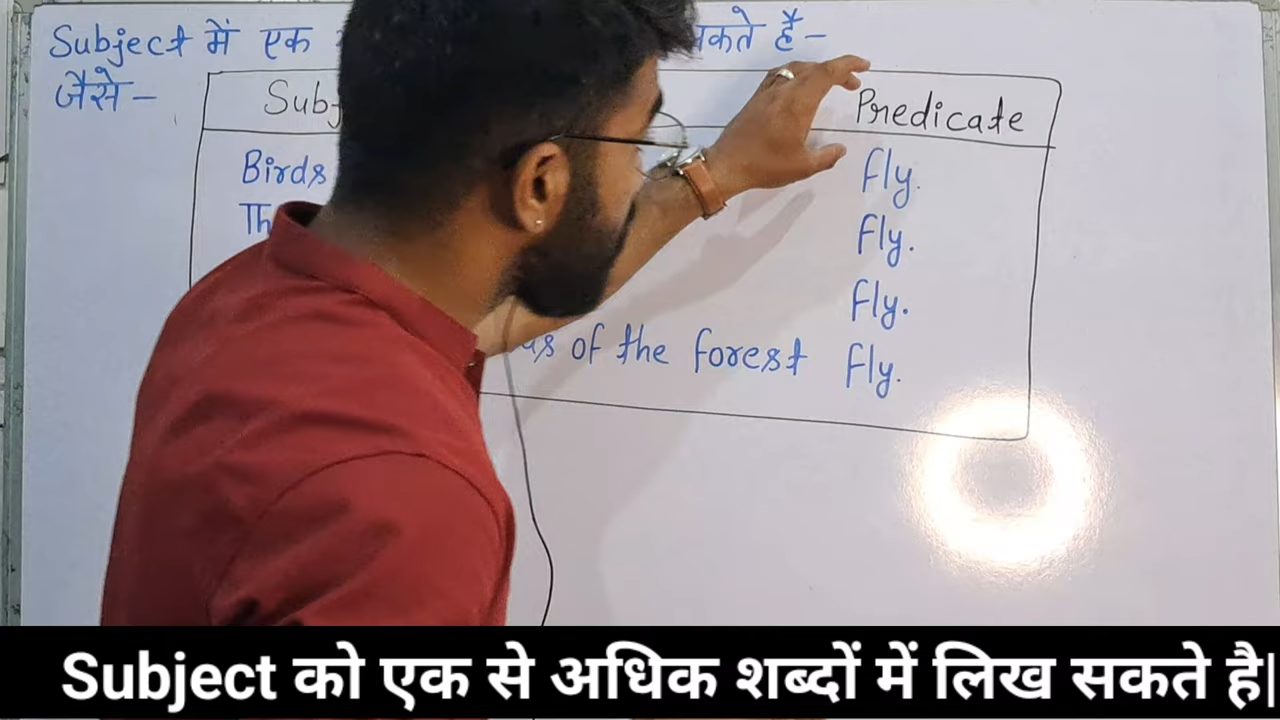 Subject में एक सकते हैं-
जैसे-
Subj Predicate
Birds fly.
Th fly.
fly.
of the forest fly.
Subject को एक से अधिक शब्दों में लिख सकते है|